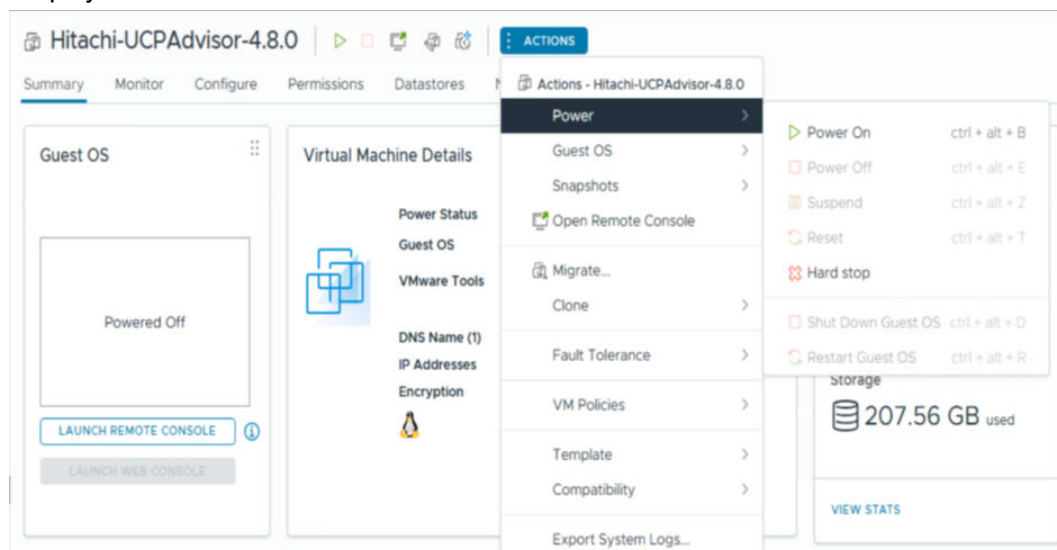 Hitachi-UCPAdvisor-4.8.0
ACTIONS
Summary Monitor Configure Permissions Datastores
Actions - Hitachi-UCPAdvisor-4.8.0
Power
Guest OS
Snapshots
Open Remote Console
Migrate...
Clone
Fault Tolerance
VM Policies
Template
Compatibility
Export System Logs...
Power On ctrl + alt + B
Power Off ctrl + alt + E
Suspend ctrl + alt + Z
Reset ctrl + alt + T
Hard stop
Shut Down Guest OS ctrl + alt + D
Restart Guest OS ctrl + alt + R
Guest OS
Powered Off
LAUNCH REMOTE CONSOLE
LAUNCH WEB CONSOLE
Virtual Machine Details
Power Status
Guest OS
VMware Tools
DNS Name (1)
IP Addresses
Encryption
Storage
207.56 GB used
VIEW STATS